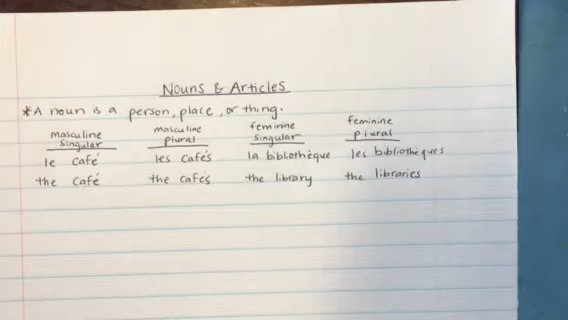 Nouns & Articles
*A noun is a person, place, or thing.
masculine singular masculine plural feminine singular feminine plural
le café les cafés la bibliothèque les bibliothèques
the café the cafés the library the libraries